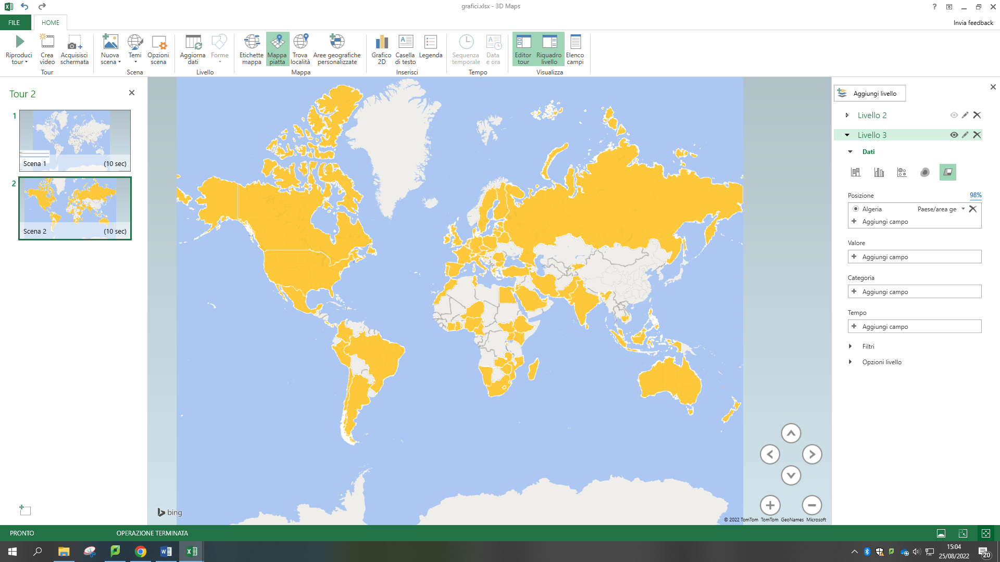 grafici.xlsx - 3D Maps
?
FILE
HOME
Invia feedback
Riproduci tour
Crea video
Acquisisci schermata
Tour
Nuova scena
Temi
Opzioni scena
Scena
Aggiorna dati
Forme
Livello
Etichette mappa
Mappa piatta
Trova località
Aree geografiche personalizzate
Mappa
Grafico 2D
Casella di testo
Legenda
Inserisci
Sequenza temporale
Data e ora
Tempo
Editor tour
Riquadro livello
Elenco campi
Visualizza
Tour 2
1
Scena 1 (10 sec)
2
Scena 2 (10 sec)
Aggiungi livello
Livello 2
Livello 3
Dati
Posizione 98%
Algeria Paese/area ge
Aggiungi campo
Valore
Aggiungi campo
Categoria
Aggiungi campo
Tempo
Aggiungi campo
Filtri
Opzioni livello
bing
© 2022 TomTom TomTom GeoNames Microsoft
PRONTO
OPERAZIONE TERMINATA
15:04
25/08/2022
20